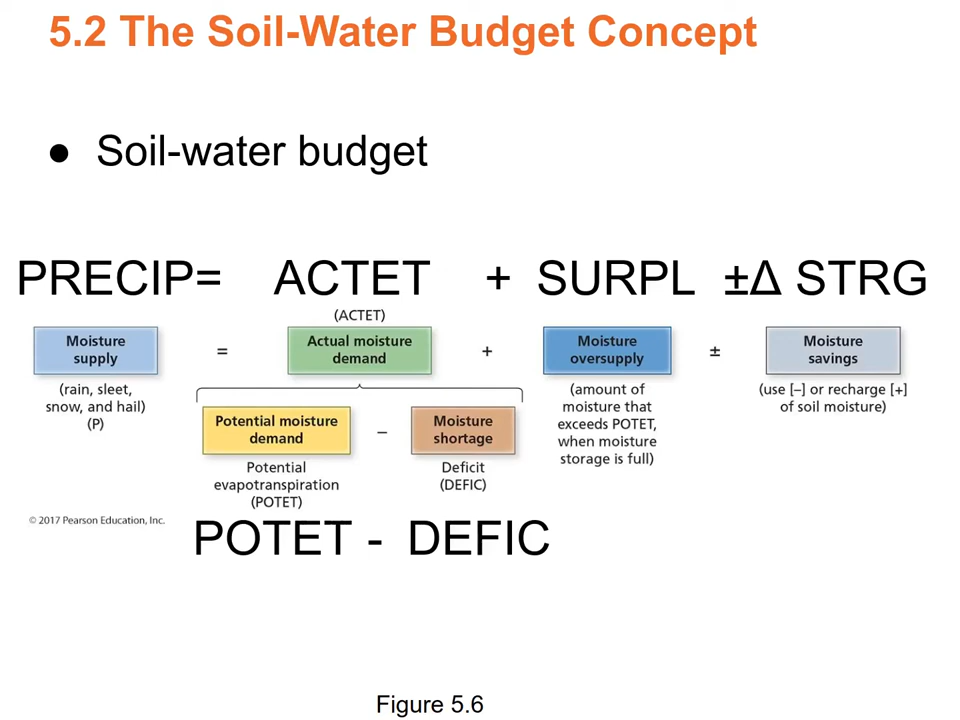 5.2 The Soil-Water Budget Concept
● Soil-water budget
PRECIP= ACTET + SURPL ±Δ STRG
(ACTET)
Moisture supply = Actual moisture demand + Moisture oversupply ± Moisture savings
(rain, sleet,
snow, and hail)
(P)
(amount of
moisture that
exceeds POTET,
when moisture
storage is full)
(use [–] or recharge [+]
of soil moisture)
Potential moisture demand – Moisture shortage
Potential
evapotranspiration
(POTET)
Deficit
(DEFIC)
© 2017 Pearson Education, Inc.
POTET - DEFIC
Figure 5.6